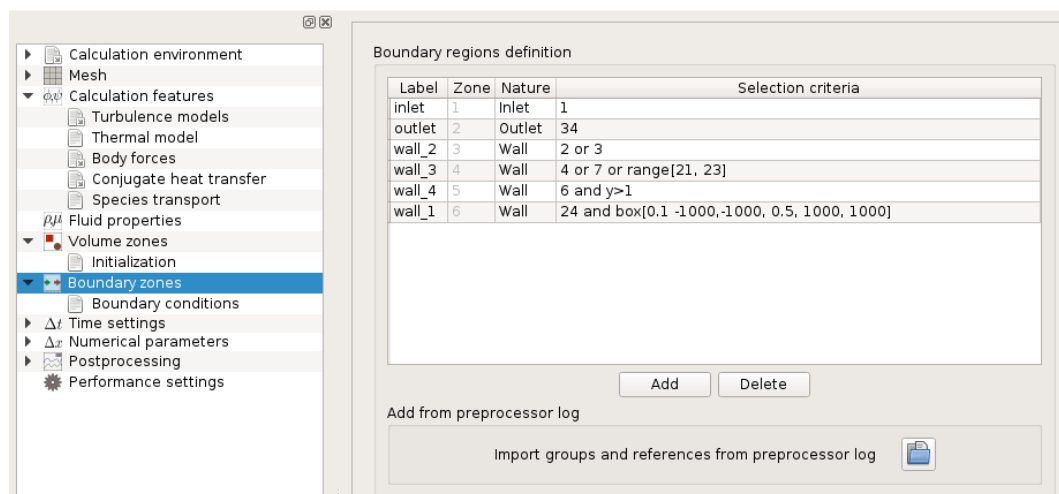 Calculation environment
Mesh
Calculation features
Turbulence models
Thermal model
Body forces
Conjugate heat transfer
Species transport
ρ,μ Fluid properties
Volume zones
Initialization
Boundary zones
Boundary conditions
Δt Time settings
Δx Numerical parameters
Postprocessing
Performance settings
Boundary regions definition
Label Zone Nature Selection criteria
inlet 1 Inlet 1
outlet 2 Outlet 34
wall_2 3 Wall 2 or 3
wall_3 4 Wall 4 or 7 or range[21, 23]
wall_4 5 Wall 6 and y>1
wall_1 6 Wall 24 and box[0.1 -1000,-1000, 0.5, 1000, 1000]
Add Delete
Add from preprocessor log
Import groups and references from preprocessor log